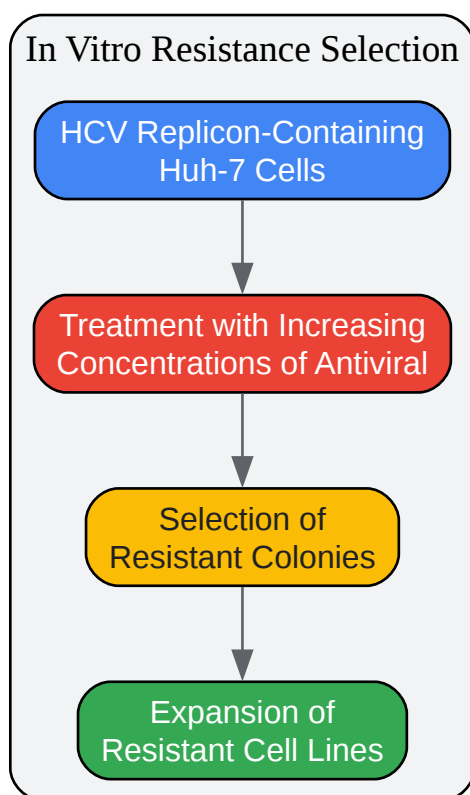 In Vitro Resistance Selection
HCV Replicon-Containing
Huh-7 Cells
Treatment with Increasing
Concentrations of Antiviral
Selection of
Resistant Colonies
Expansion of
Resistant Cell Lines